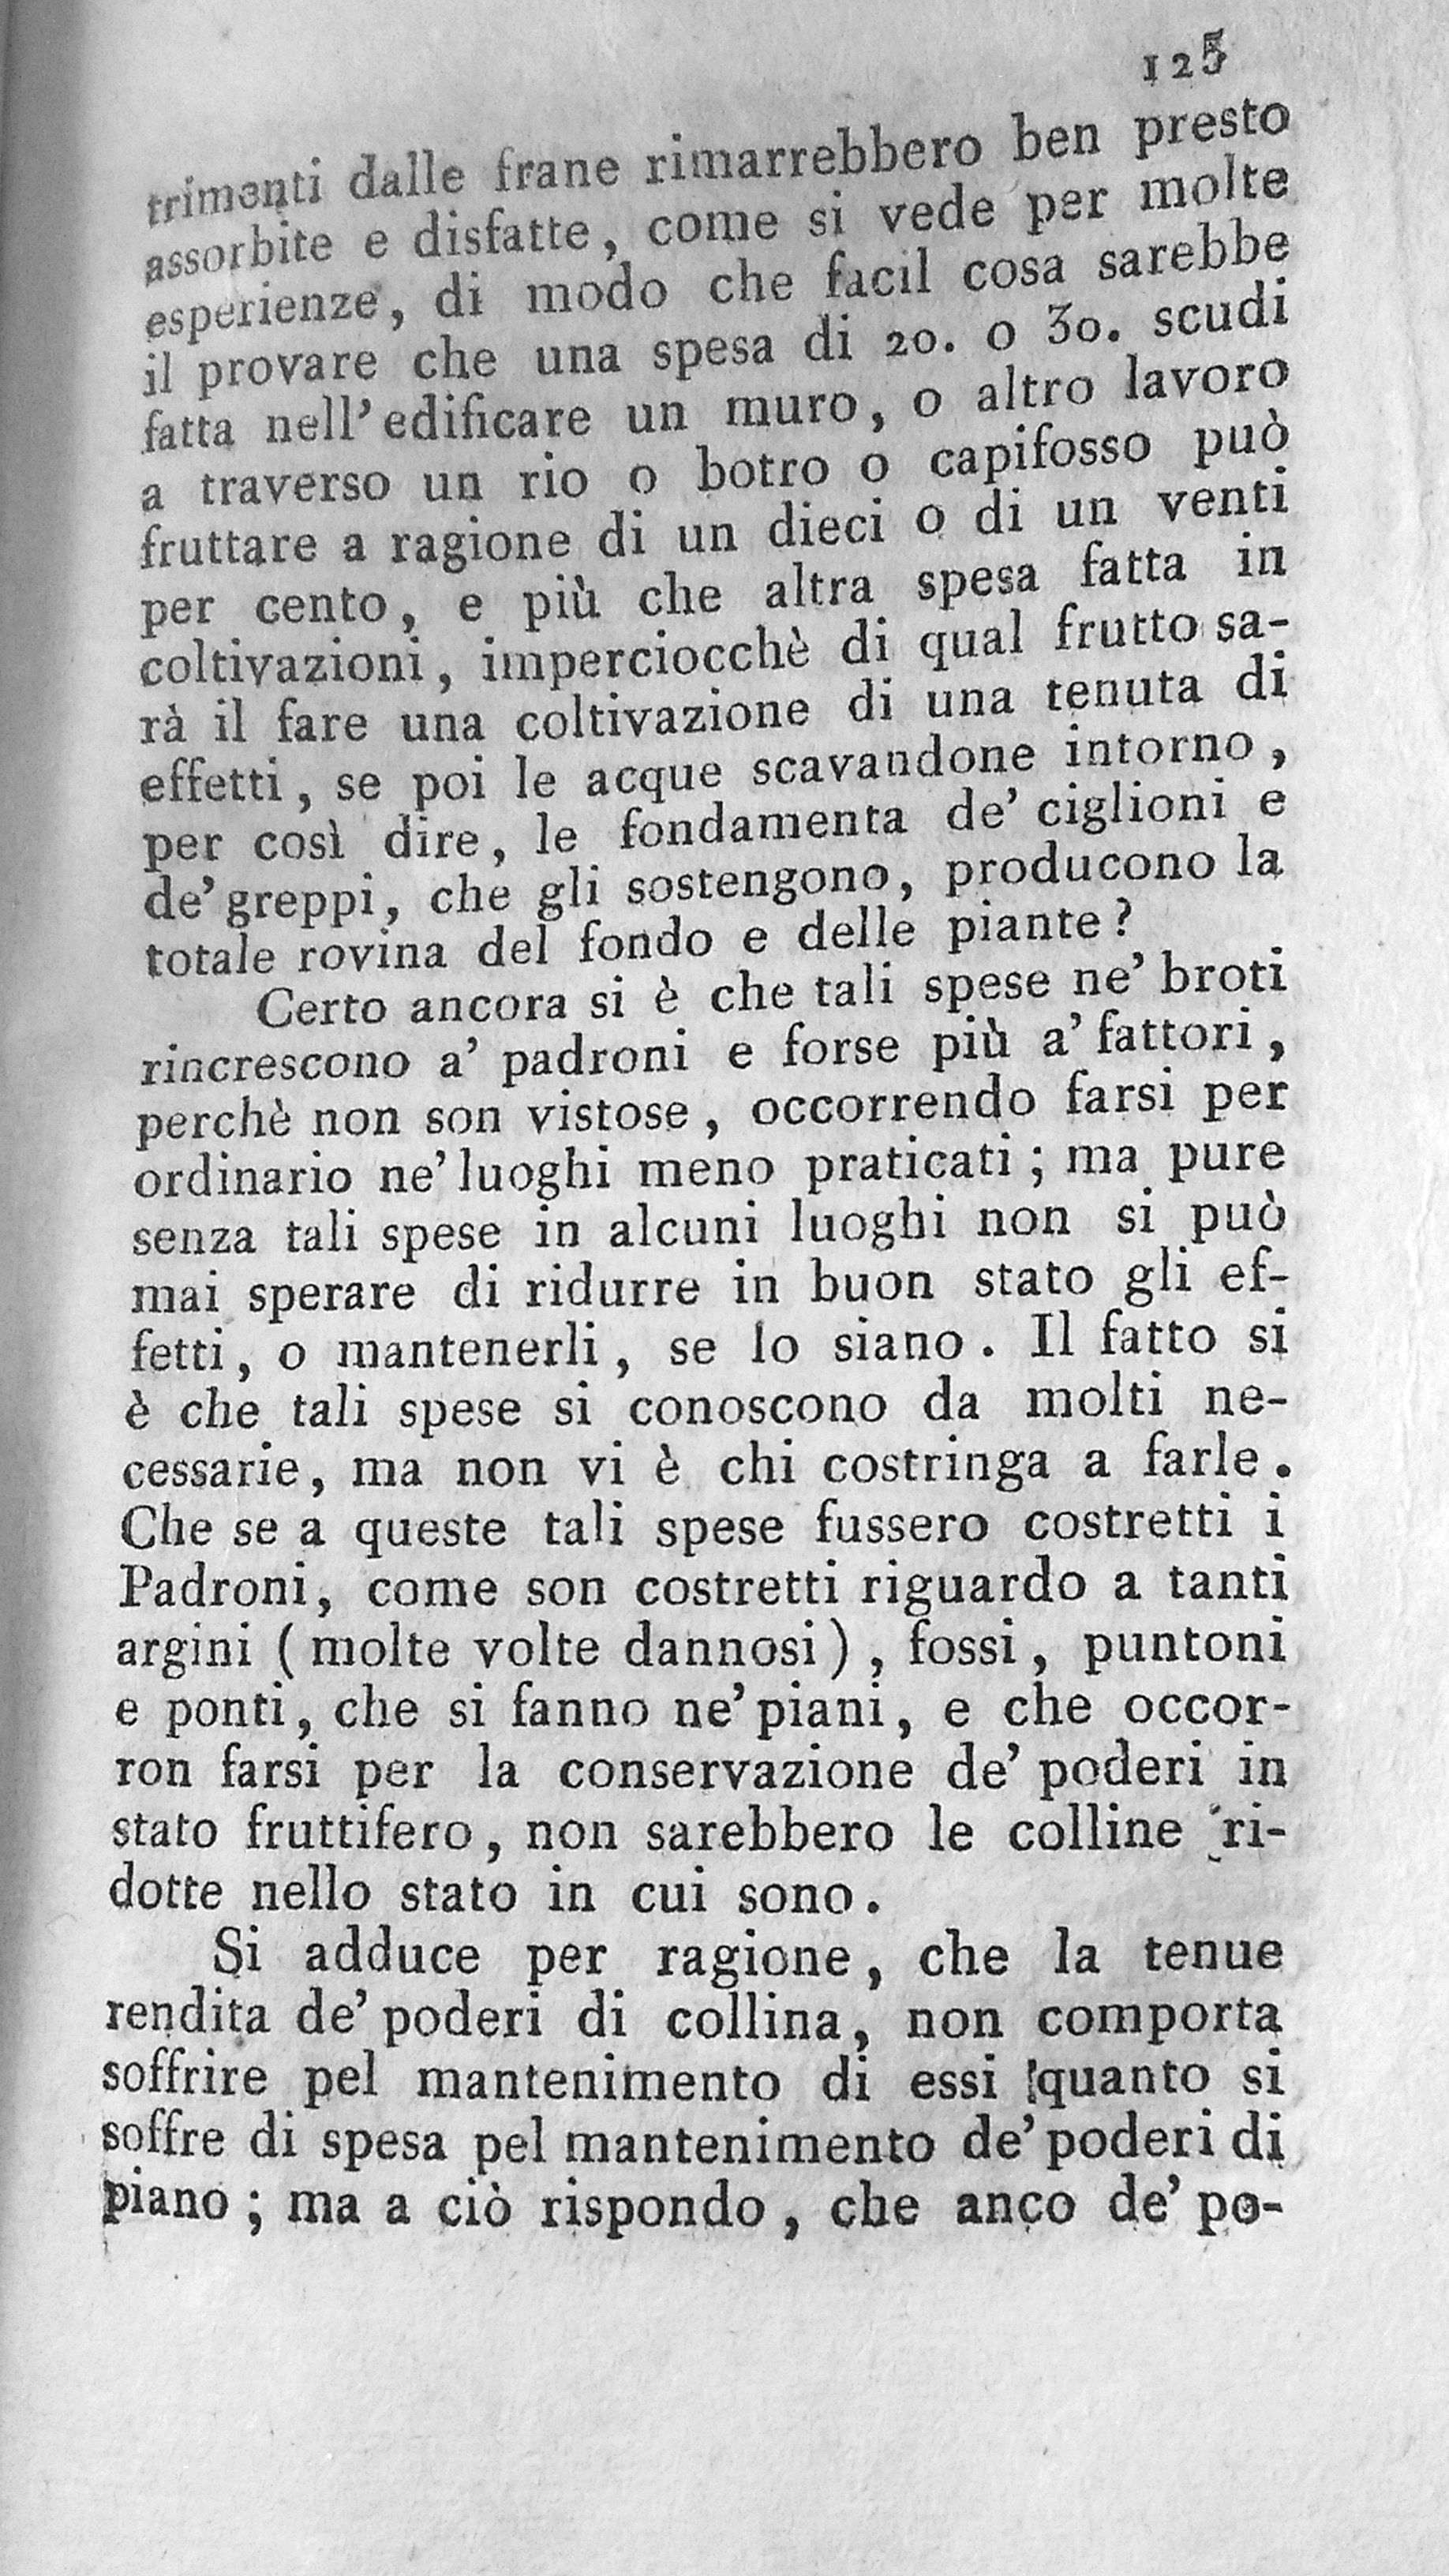 125
trimenti dalle frane rimarrebbero ben presto
assorbite e disfatte, come si vede per molte
esperienze, di modo che facil cosa sarebbe
il provare che una spesa di 20. o 30. scudi
fatta nell'edificare un muro, o altro lavoro
a traverso un rio o botro o capifosso può
fruttare a ragione di un dieci o di un venti
per cento, e più che altra spesa fatta in
coltivazioni, imperciocchè di qual frutto sa-
rà il fare una coltivazione di una tenuta di
effetti, se poi le acque scavandone intorno,
per così dire, le fondamenta de' ciglioni e
de' greppi, che gli sostengono, producono la
totale rovina del fondo e delle piante?
Certo ancora si è che tali spese ne' broti
rincrescono a' padroni e forse più a' fattori,
perchè non son vistose, occorrendo farsi per
ordinario ne' luoghi meno praticati; ma pure
senza tali spese in alcuni luoghi non si può
mai sperare di ridurre in buon stato gli ef-
fetti, o mantenerli, se lo siano. Il fatto si
è che tali spese si conoscono da molti ne-
cessarie, ma non vi è chi costringa a farle.
Che se a queste tali spese fussero costretti i
Padroni, come son costretti riguardo a tanti
argini (molte volte dannosi), fossi, puntoni
e ponti, che si fanno ne' piani, e che occor-
ron farsi per la conservazione de' poderi in
stato fruttifero, non sarebbero le colline ri-
dotte nello stato in cui sono.
Si adduce per ragione, che la tenue
rendita de' poderi di collina, non comporta
soffrire pel mantenimento di essi quanto si
soffre di spesa pel mantenimento de' poderi di
piano; ma a ciò rispondo, che anco de' po-